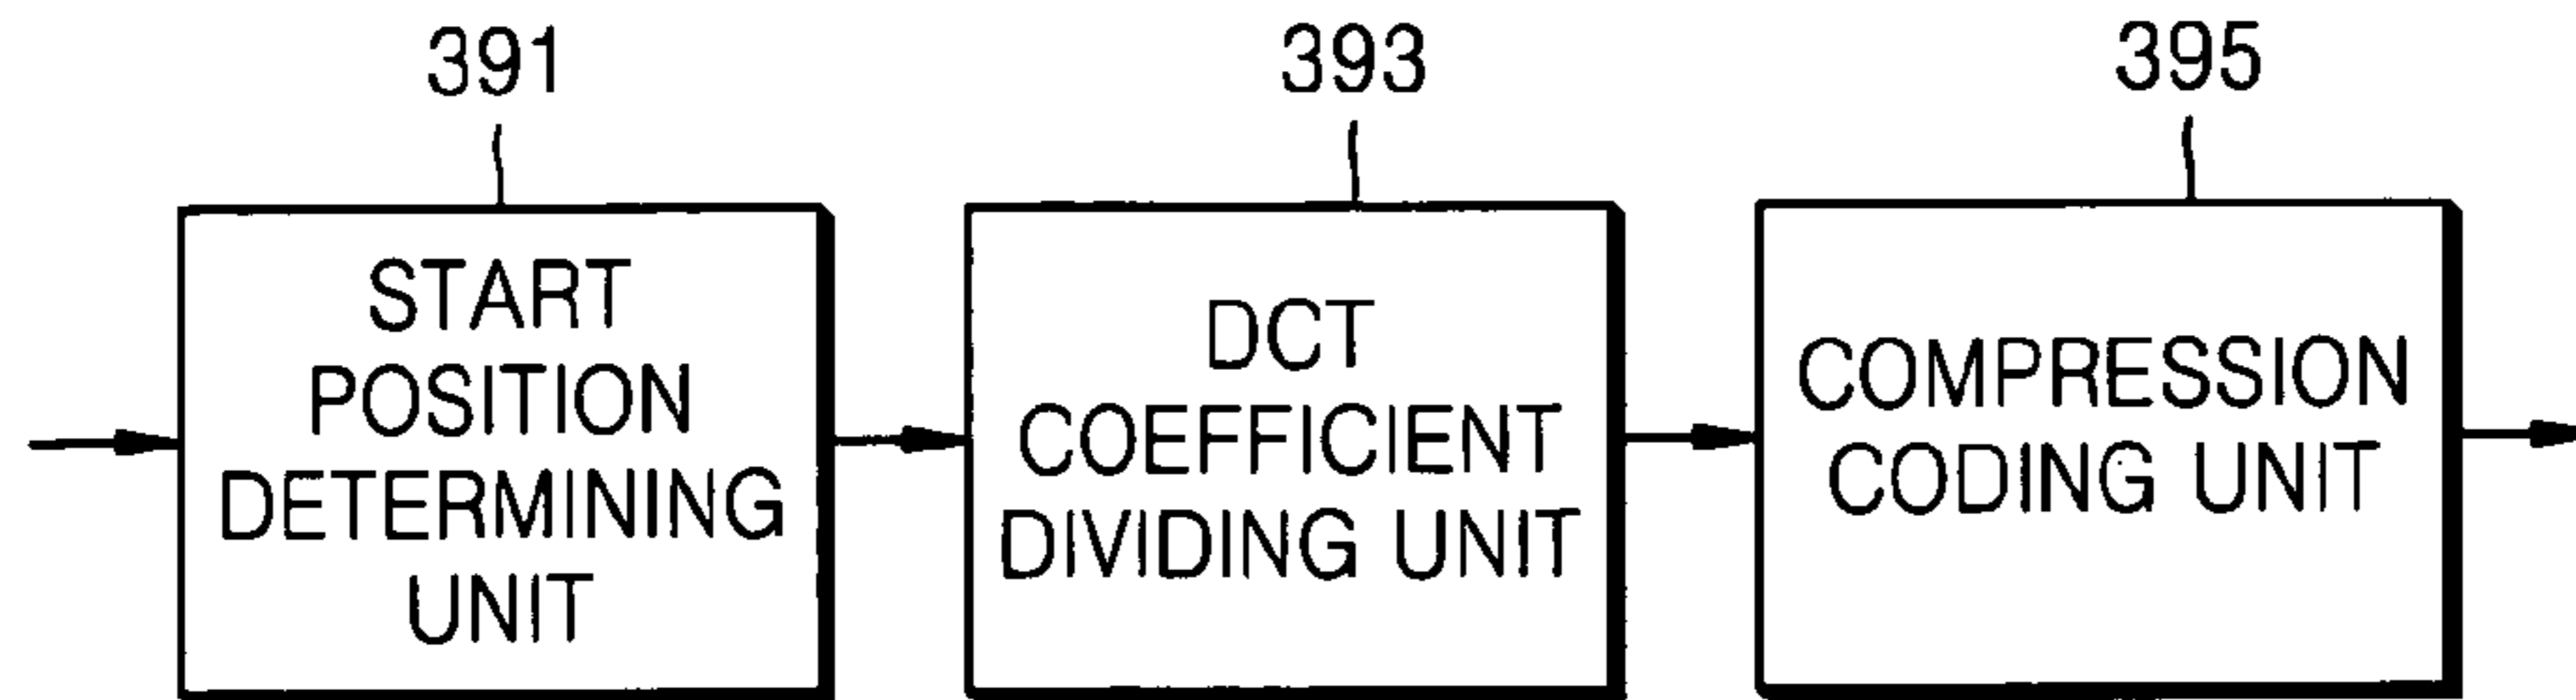 391
393
395
START
POSITION
DETERMINING
UNIT
DCT
COEFFICIENT
DIVIDING UNIT
COMPRESSION
CODING UNIT